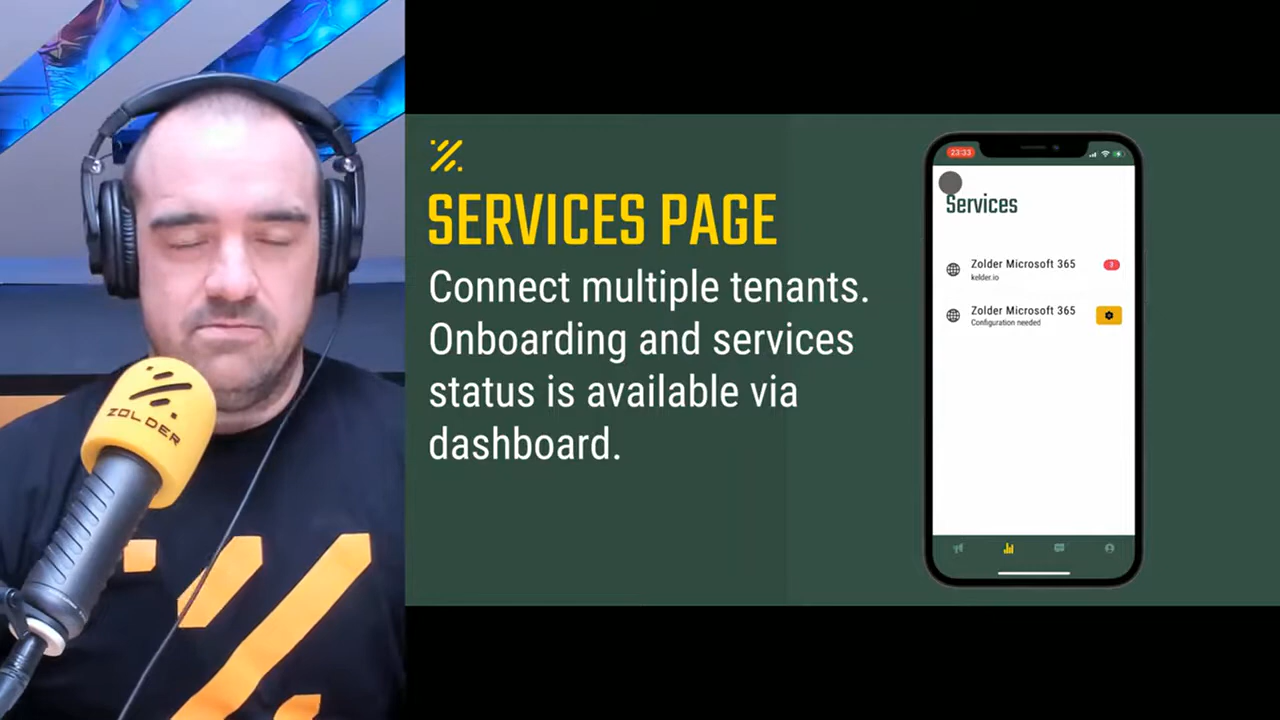 ZOLDER
SERVICES PAGE
Connect multiple tenants.
Onboarding and services
status is available via
dashboard.
23:33
Services
Zolder Microsoft 365
kelder.io
3
Zolder Microsoft 365
Configuration needed